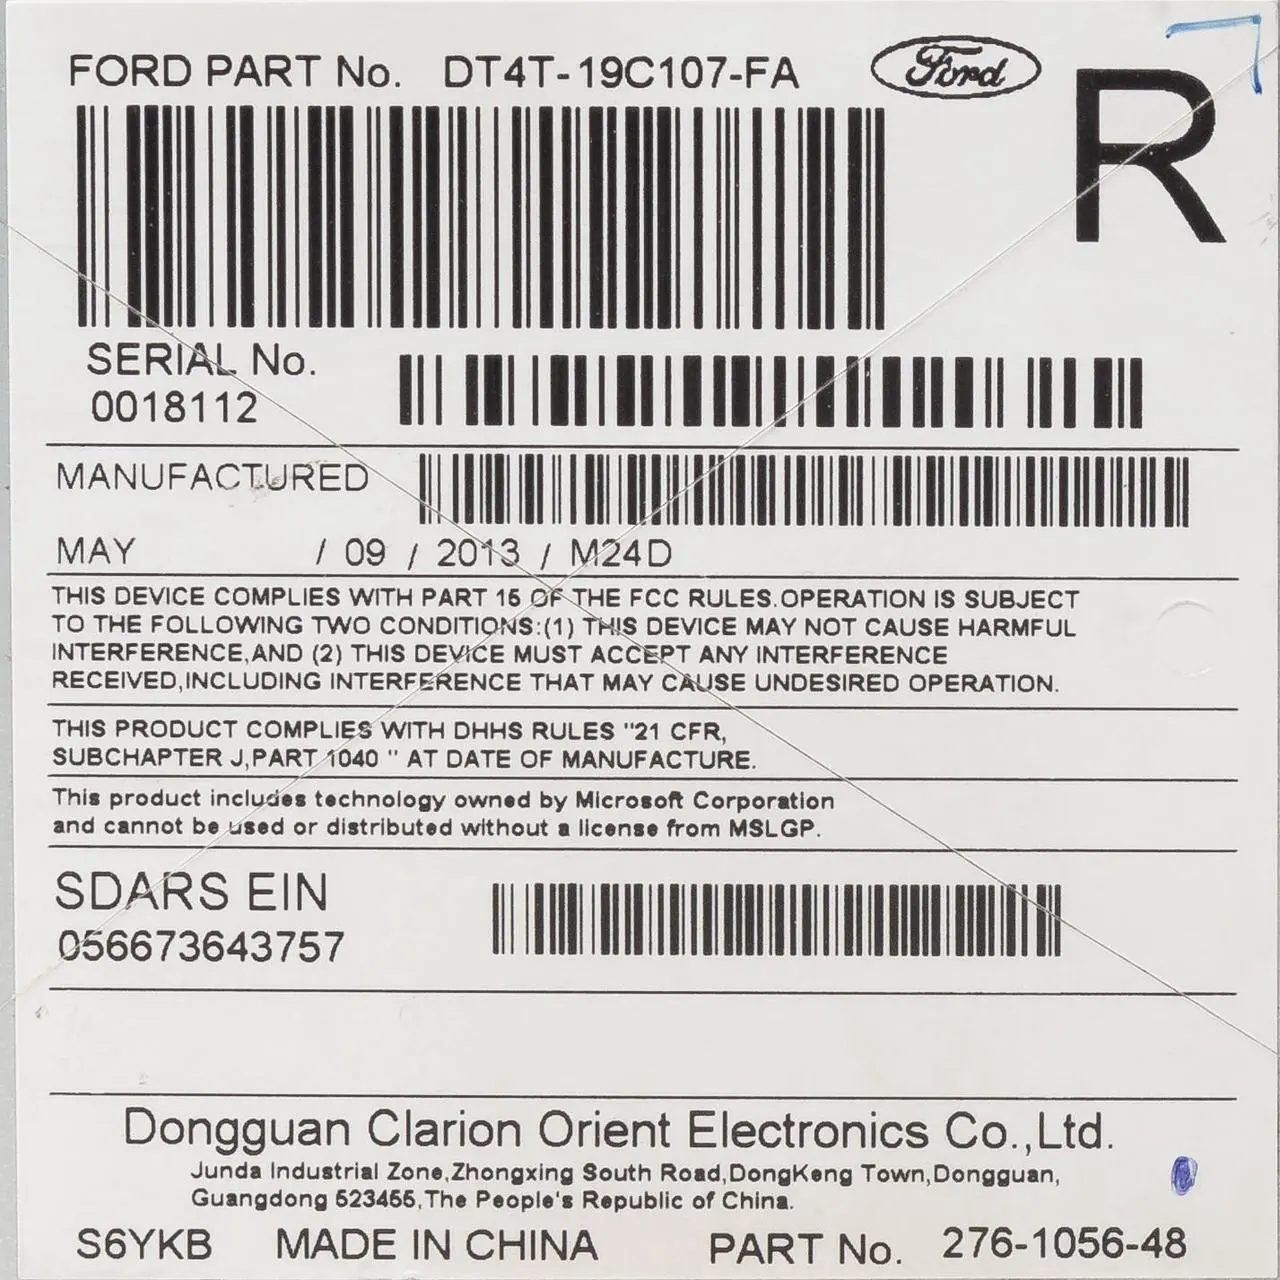 FORD PART No. DT4T-19C107-FA Ford R
SERIAL No.
0018112
MANUFACTURED
MAY / 09 / 2013 / M24D
THIS DEVICE COMPLIES WITH PART 15 OF THE FCC RULES.OPERATION IS SUBJECT
TO THE FOLLOWING TWO CONDITIONS:(1) THIS DEVICE MAY NOT CAUSE HARMFUL
INTERFERENCE,AND (2) THIS DEVICE MUST ACCEPT ANY INTERFERENCE
RECEIVED,INCLUDING INTERFERENCE THAT MAY CAUSE UNDESIRED OPERATION.
THIS PRODUCT COMPLIES WITH DHHS RULES "21 CFR,
SUBCHAPTER J,PART 1040 " AT DATE OF MANUFACTURE.
This product includes technology owned by Microsoft Corporation
and cannot be used or distributed without a license from MSLGP.
SDARS EIN
056673643757
Dongguan Clarion Orient Electronics Co.,Ltd.
Junda Industrial Zone,Zhongxing South Road,DongKeng Town,Dongguan,
Guangdong 523455,The People's Republic of China.
S6YKB MADE IN CHINA PART No. 276-1056-48